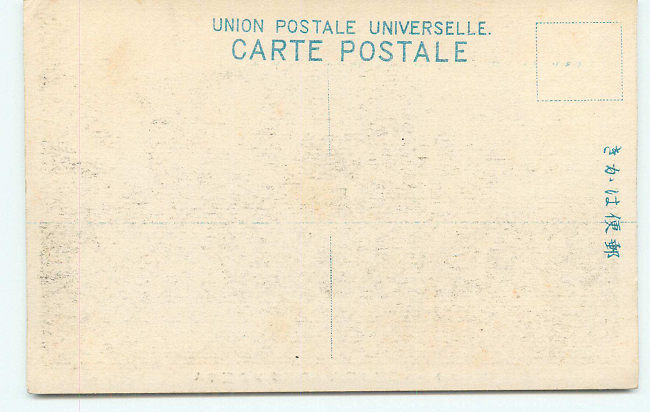 UNION POSTALE UNIVERSELLE.
CARTE POSTALE
郵便はかき